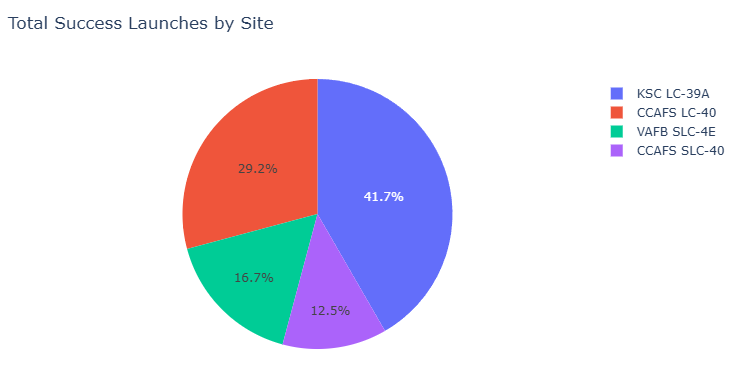 Total Success Launches by Site
KSC LC-39A
CCAFS LC-40
VAFB SLC-4E
CCAFS SLC-40
29.2%
41.7%
16.7%
12.5%